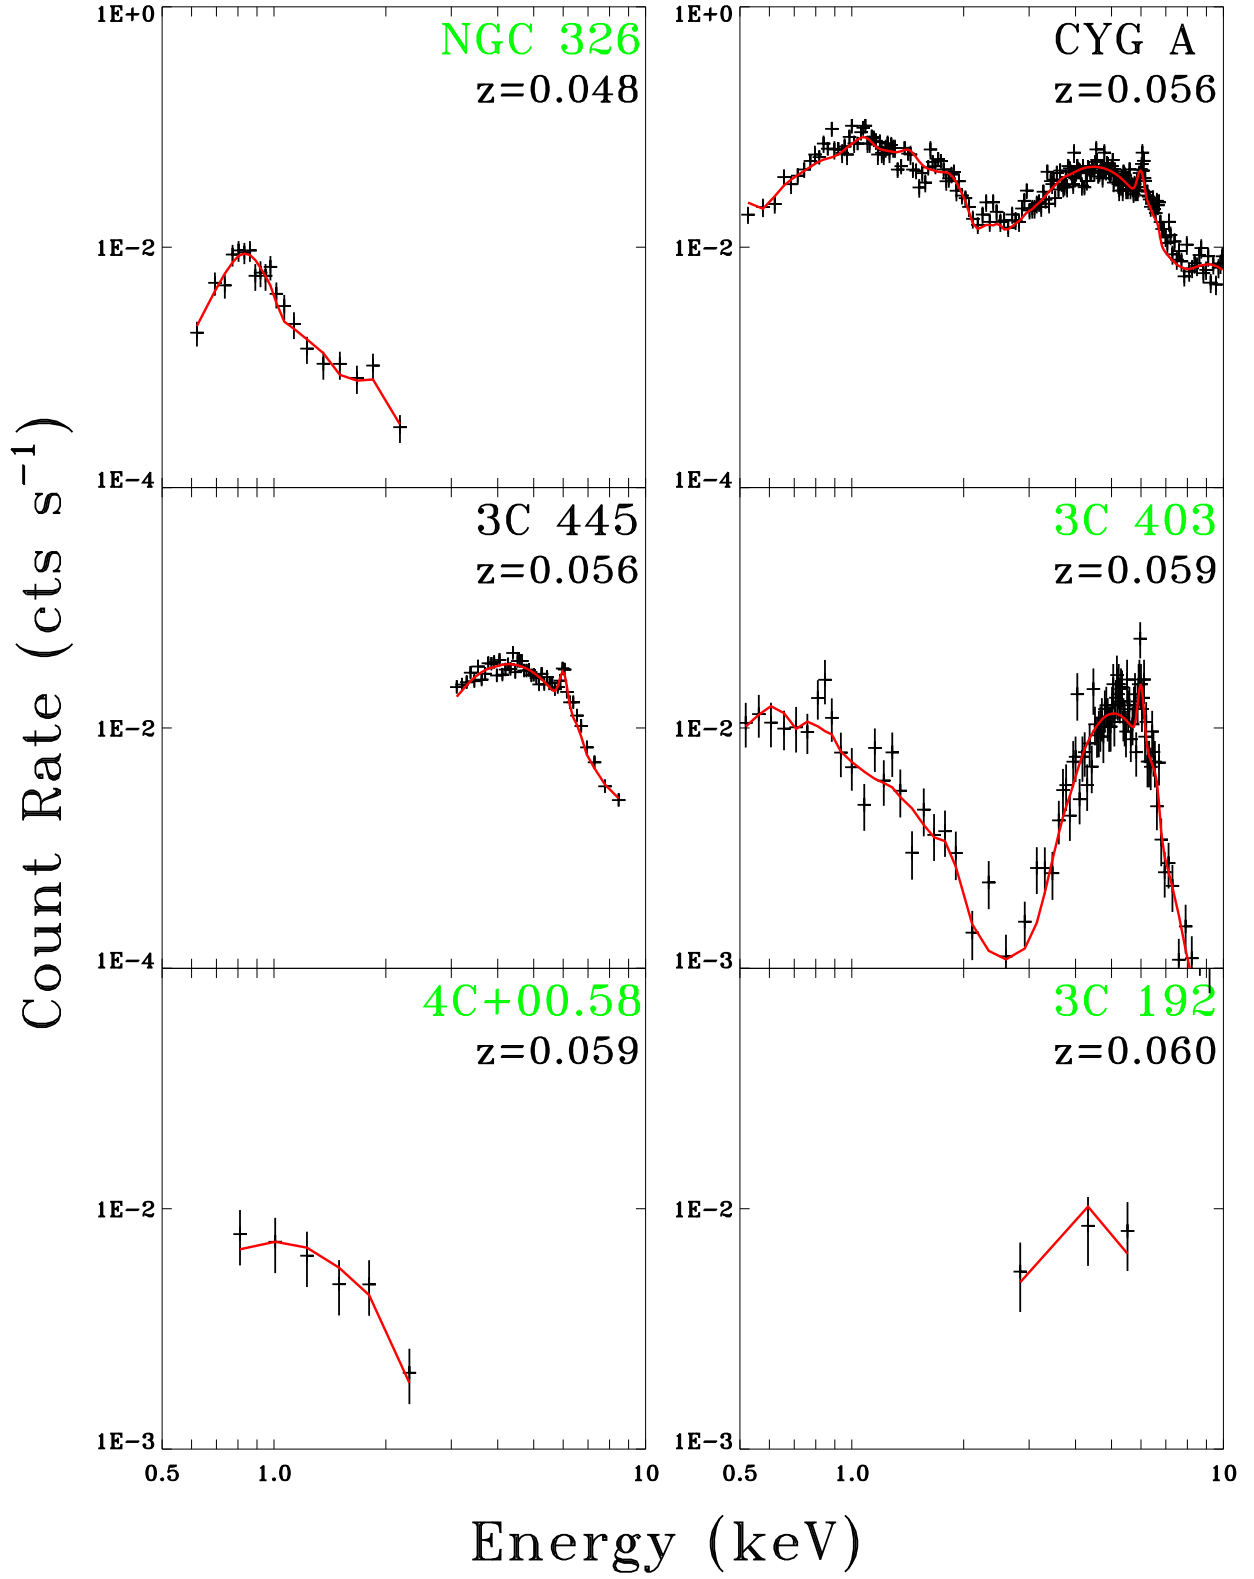 1E+0
NGC 326
z=0.048
1E-2
1E-4
1E+0
CYG A
z=0.056
1E-2
1E-4
3C 445
z=0.056
1E-2
1E-4
3C 403
z=0.059
1E-2
1E-3
4C+00.58
z=0.059
1E-2
1E-3
0.5
1.0
10
3C 192
z=0.060
1E-2
1E-3
0.5
1.0
10
Count Rate (cts s⁻¹)
Energy (keV)